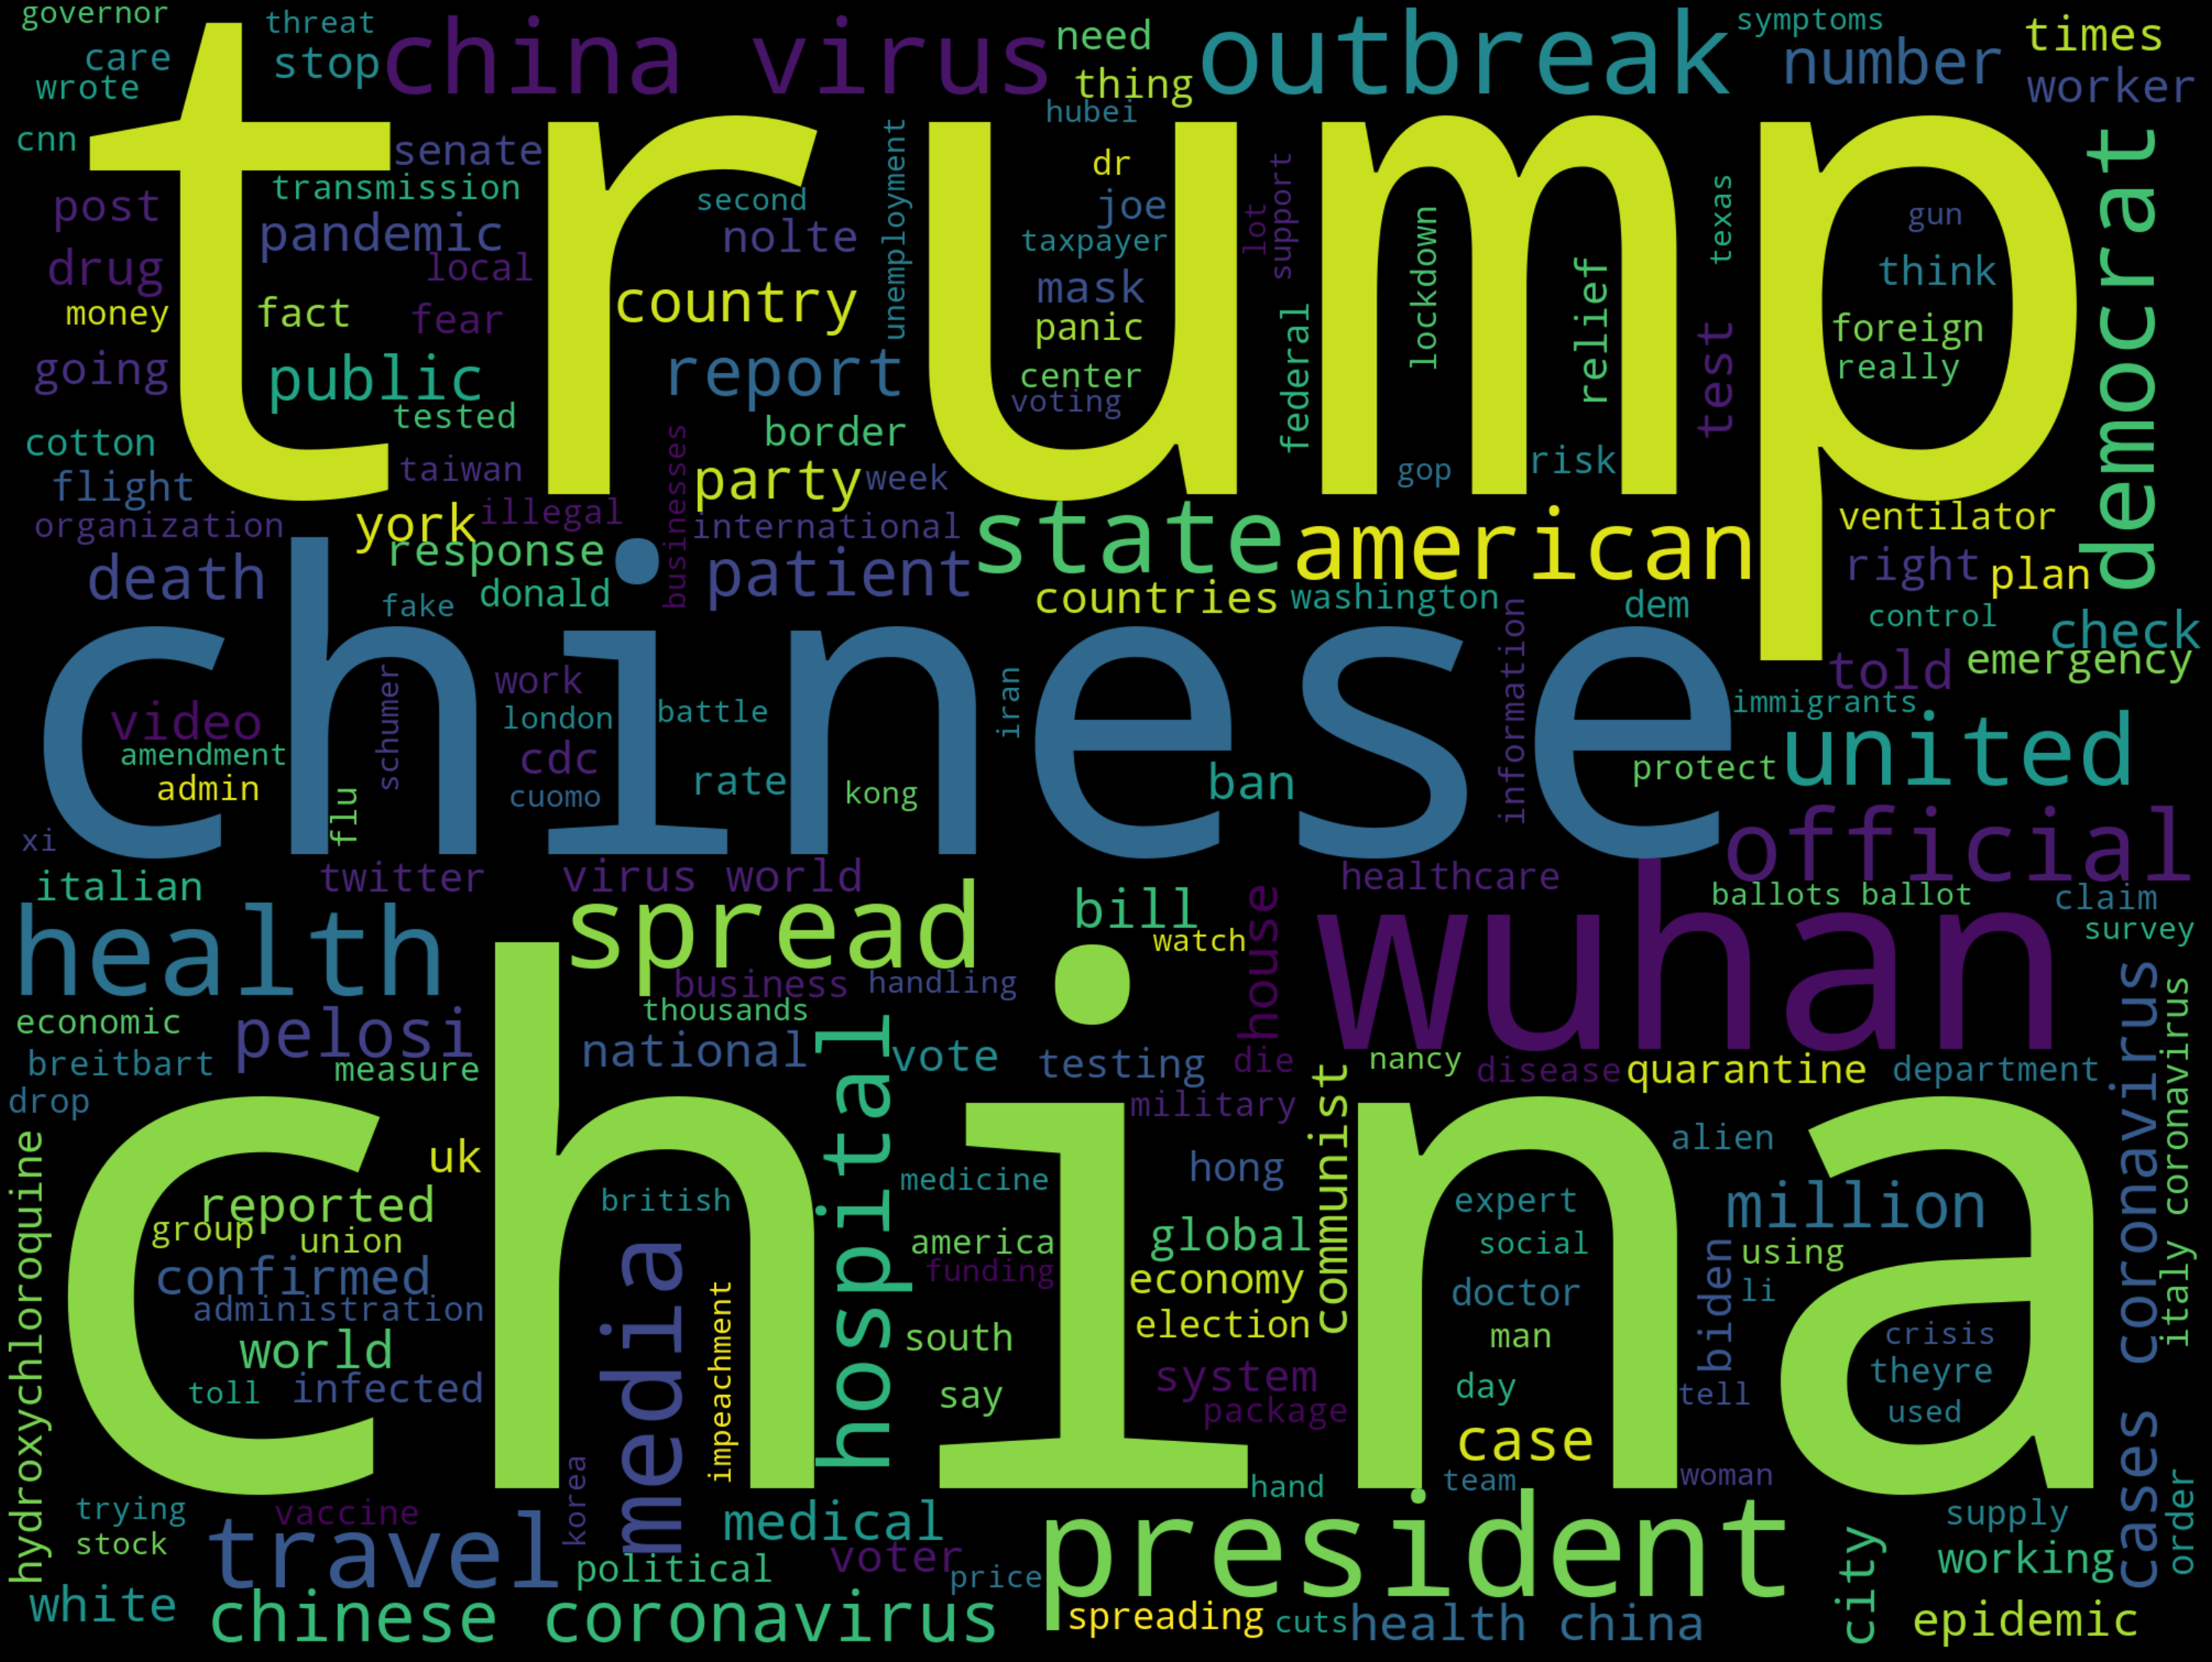 governor
threat
china virus
need
outbreak
symptoms
times
care
stop
thing
number
worker
wrote
hubei
trump
cnn
senate
unemployment
dr
support
democrat
transmission
second
joe
lot
lockdown
texas
gun
post
pandemic
nolte
taxpayer
think
drug
local
country
mask
relief
money
fact
fear
panic
federal
foreign
going
public
report
center
test
really
tested
voting
cotton
border
flight
taiwan
businesses
party
week
gop
risk
organization
york
illegal
international
state
american
ventilator
response
death
patient
right
plan
fake
donald
countries
washington
dem
control
check
chinese
told
emergency
work
iran
information
video
schumer
london
battle
immigrants
amendment
cdc
united
admin
rate
ban
protect
flu
cuomo
kong
xi
official
italian
twitter
virus world
healthcare
ballots ballot
claim
health
spread
bill
watch
house
wuhan
survey
business
handling
economic
thousands
pelosi
national
hospital
vote
testing
die
nancy
disease
quarantine
department
cases coronavirus
italy coronavirus
breitbart
measure
drop
military
communist
china
hydroxychloroquine
uk
alien
medicine
hong
reported
british
expert
million
group
union
media
america
global
social
using
confirmed
funding
economy
doctor
biden
li
administration
impeachment
election
world
south
man
crisis
toll
infected
say
system
day
tell
theyre
package
used
case
korea
hand
team
woman
trying
vaccine
travel
medical
president
supply
order
stock
voter
city
working
political
price
white
chinese coronavirus
spreading
cuts
health china
epidemic